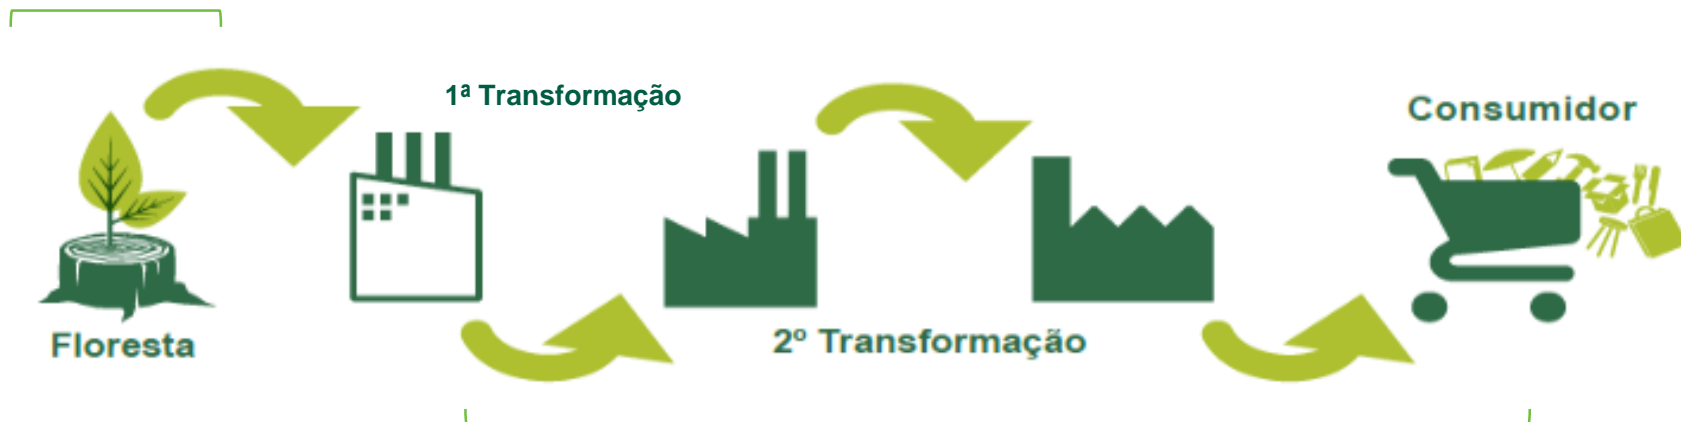 1ª Transformação
Consumidor
Floresta
2º Transformação